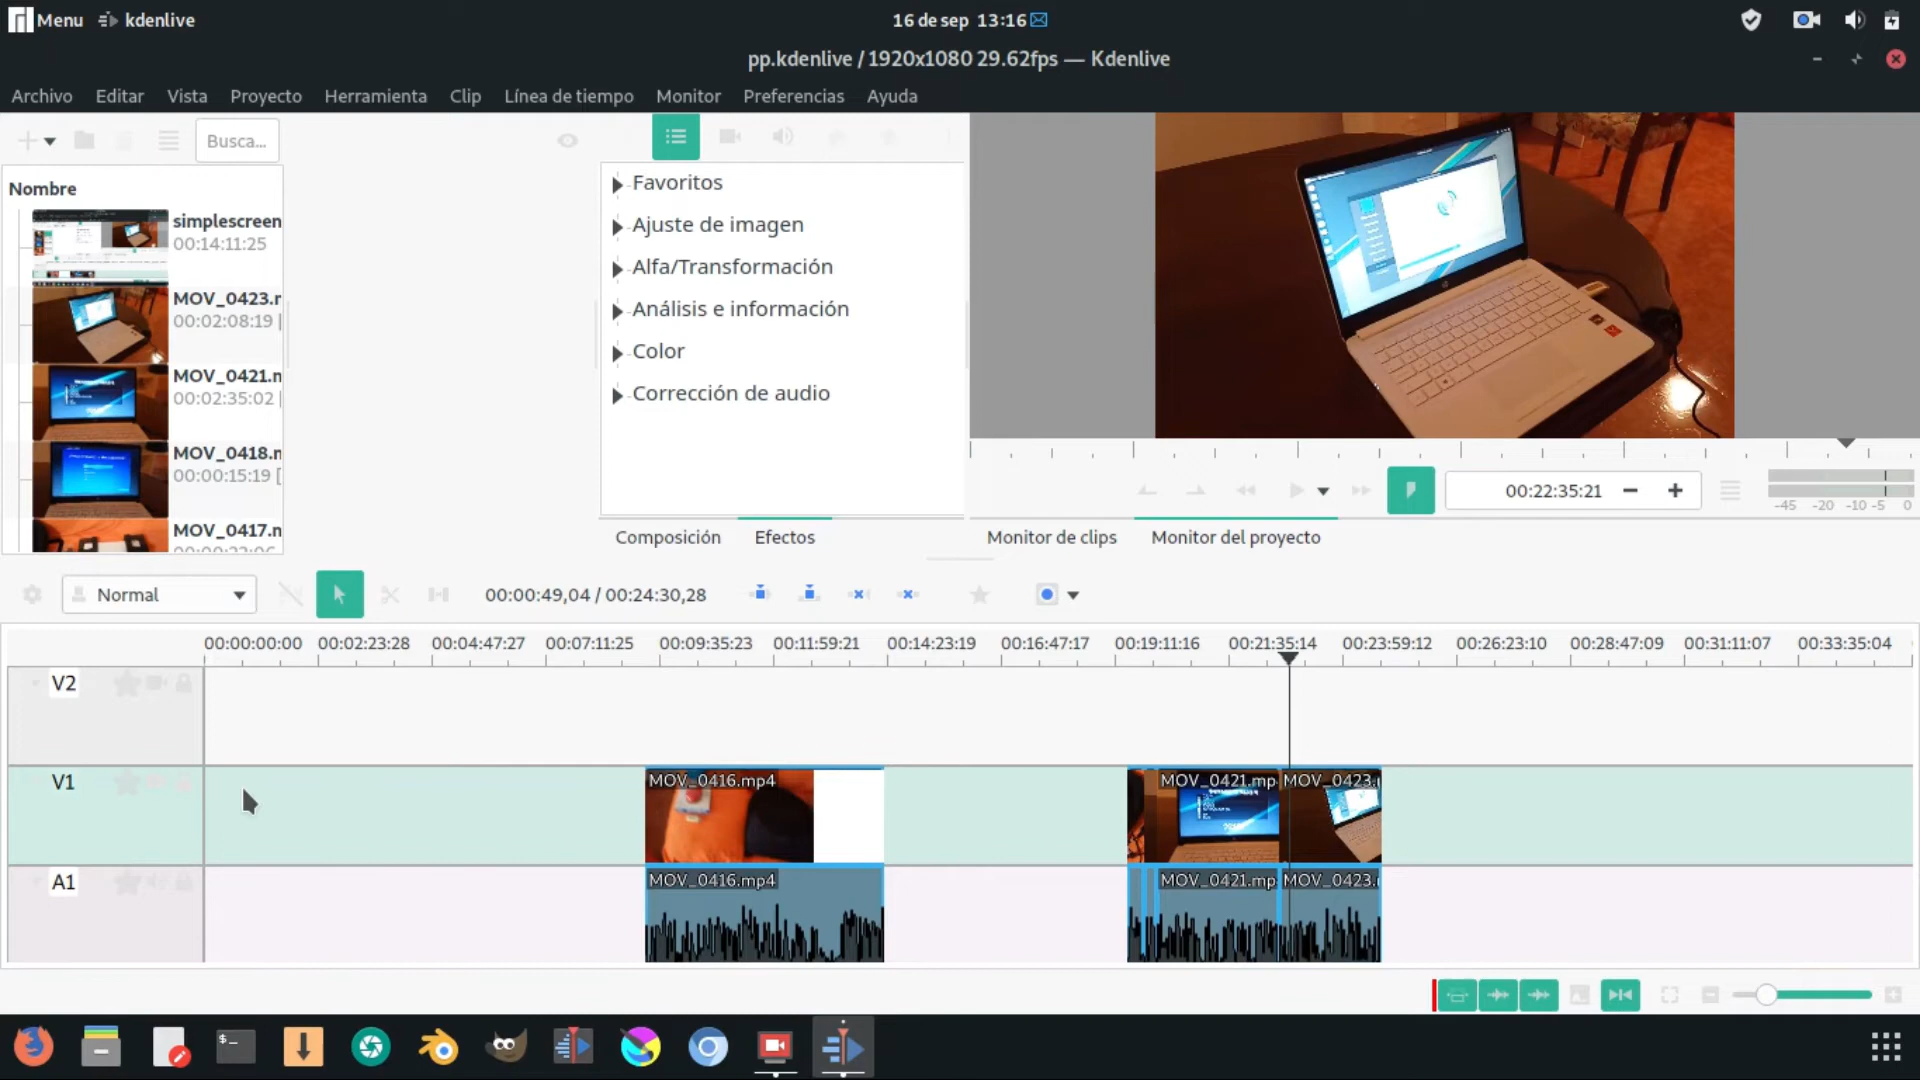 Menu kdenlive 16 de sep 13:16
pp.kdenlive / 1920x1080 29.62fps — Kdenlive
Archivo Editar Vista Proyecto Herramienta Clip Línea de tiempo Monitor Preferencias Ayuda
Busca...
Nombre
simplescreen
00:14:11:25
MOV_0423.
00:02:08:19 [
MOV_0421.
00:02:35:02 [
MOV_0418.
00:00:15:19 [
MOV_0417.
Favoritos
Ajuste de imagen
Alfa/Transformación
Análisis e información
Color
Corrección de audio
Composición Efectos
00:22:35:21
-45 -20 -10 -5 0
Monitor de clips Monitor del proyecto
Normal 00:00:49,04 / 00:24:30,28
00:00:00:00 00:02:23:28 00:04:47:27 00:07:11:25 00:09:35:23 00:11:59:21 00:14:23:19 00:16:47:17 00:19:11:16 00:21:35:14 00:23:59:12 00:26:23:10 00:28:47:09 00:31:11:07 00:33:35:04
V2
V1
MOV_0416.mp4 MOV_0421.mp MOV_0423.
A1
MOV_0416.mp4 MOV_0421.mp MOV_0423.